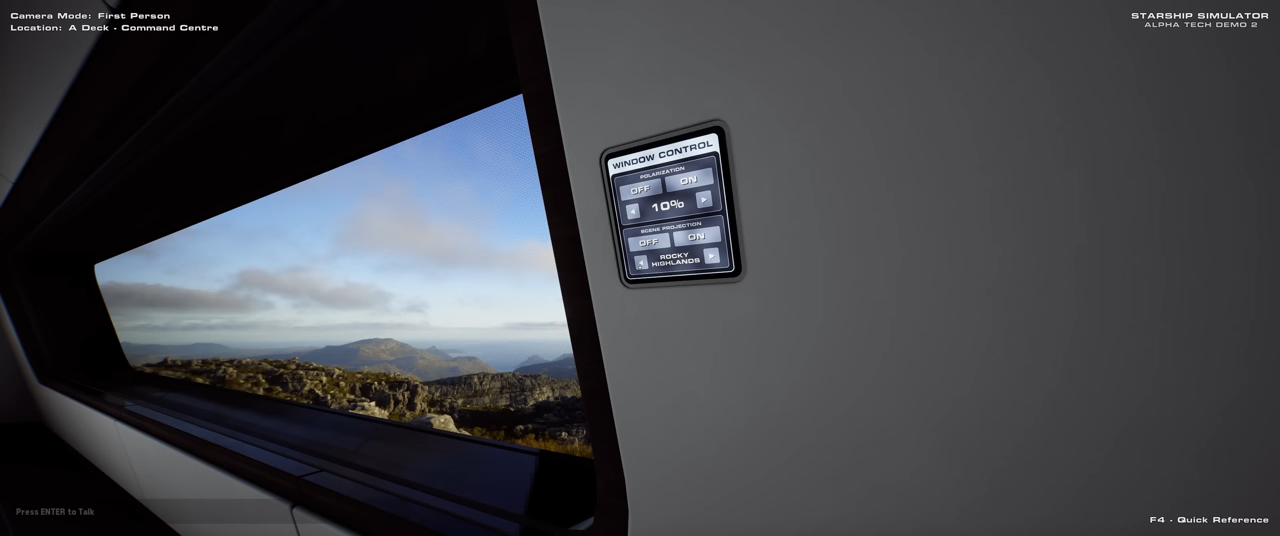 Camera Mode: First Person
Location: A Deck - Command Centre
STARSHIP SIMULATOR
ALPHA TECH DEMO 2
WINDOW CONTROL
POLARIZATION
OFF ON
10%
SCENE PROJECTION
OFF ON
ROCKY
HIGHLANDS
Press ENTER to Talk
F4 - Quick Reference